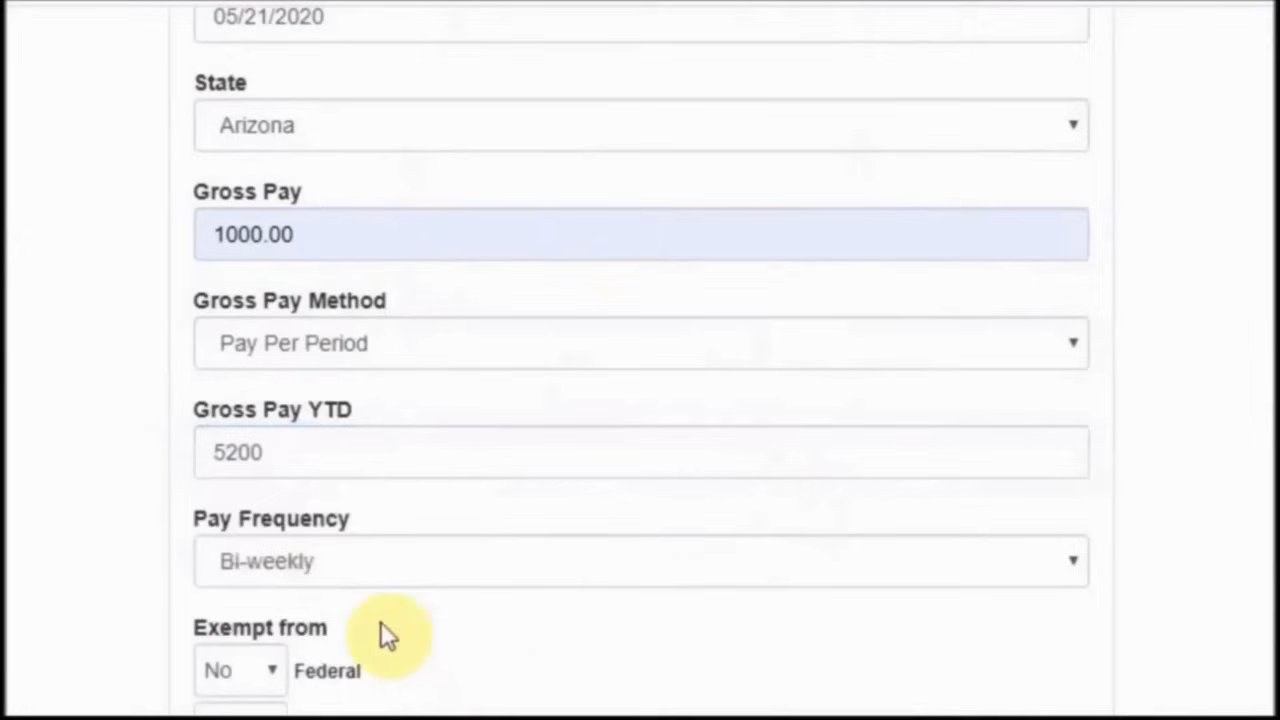 05/21/2020
State
Arizona
Gross Pay
1000.00
Gross Pay Method
Pay Per Period
Gross Pay YTD
5200
Pay Frequency
Bi-weekly
Exempt from
No Federal